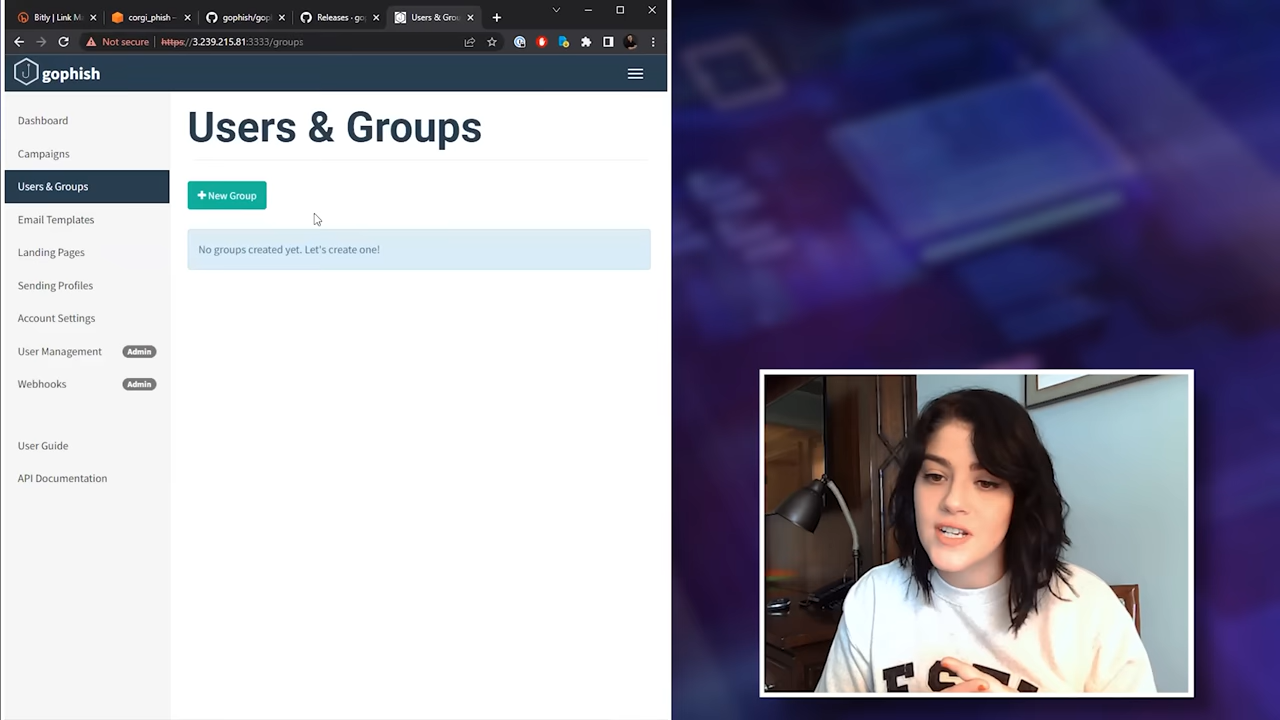 Bitly | Link M
corgi_phish –
gophish/gopl
Releases · go
Users & Grou
Not secure
https://3.239.215.81:3333/groups
gophish
Dashboard
Campaigns
Users & Groups
Email Templates
Landing Pages
Sending Profiles
Account Settings
User Management Admin
Webhooks Admin
User Guide
API Documentation
Users & Groups
+ New Group
No groups created yet. Let's create one!